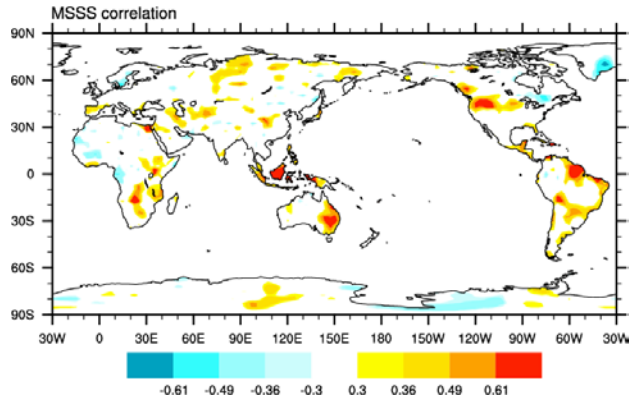 MSSS correlation
90N
60N
30N
0
30S
60S
90S
30W 0 30E 60E 90E 120E 150E 180 150W 120W 90W 60W 30W
-0.61 -0.49 -0.36 -0.3 0.3 0.36 0.49 0.61